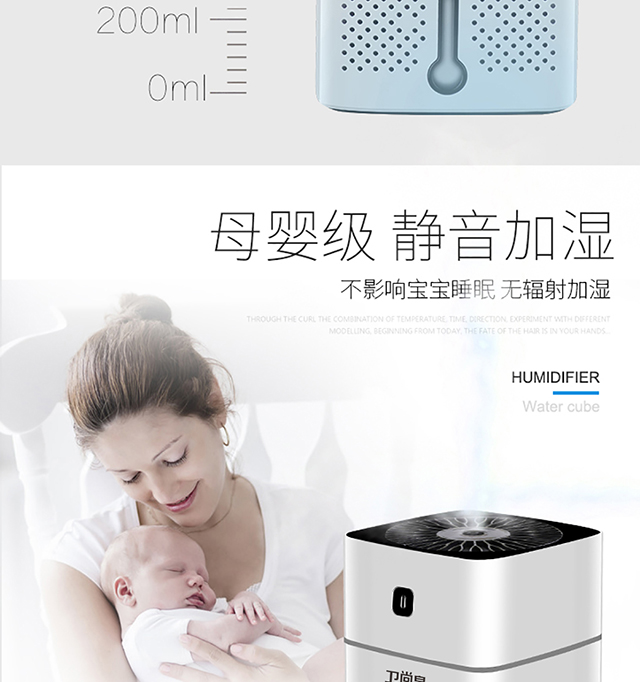 200ml
0ml
母婴级 静音加湿
不影响宝宝睡眠 无辐射加湿
THROUGH THE CURL THE COMBINATION OF TEMPERATURE, TIME, DIRECTION, EXPERIMENT WITH DIFFERENT
MODELLING, BEGINNING FROM TODAY, THE FATE OF THE HAIR IS IN YOUR HANDS...
HUMIDIFIER
Water cube
卫尚